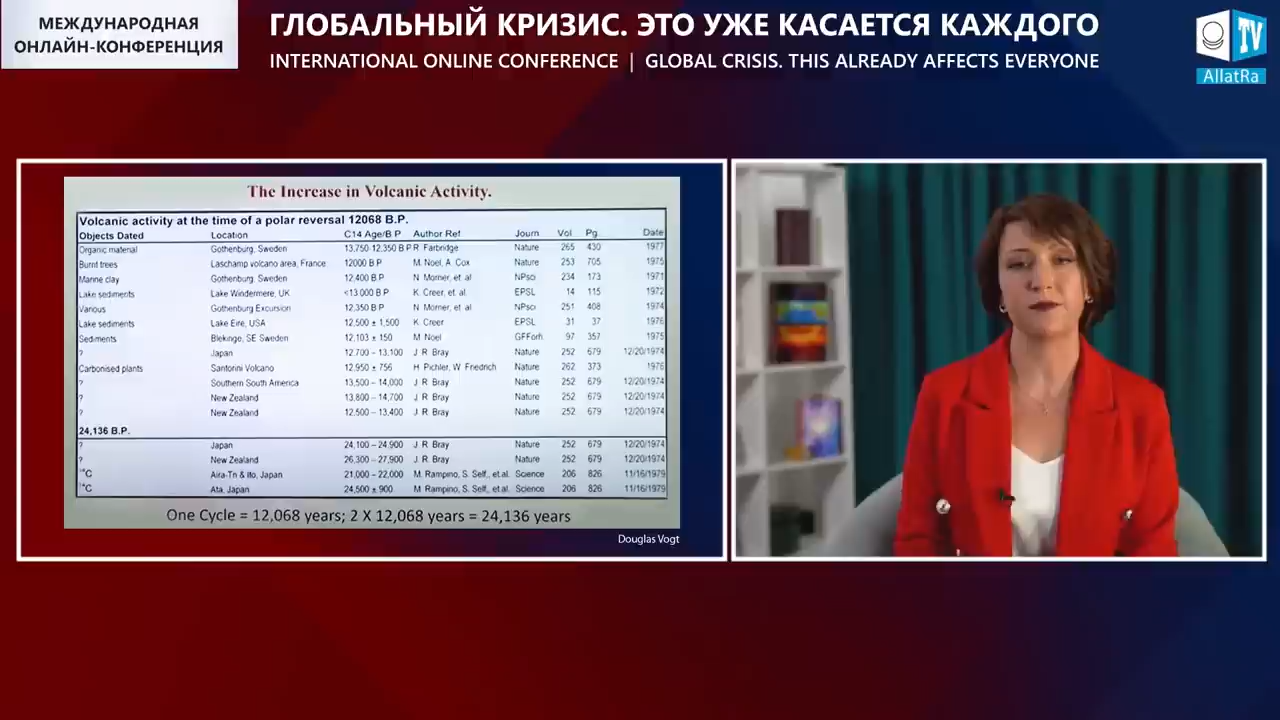 МЕЖДУНАРОДНАЯ
ОНЛАЙН-КОНФЕРЕНЦИЯ
ГЛОБАЛЬНЫЙ КРИЗИС. ЭТО УЖЕ КАСАЕТСЯ КАЖДОГО
INTERNATIONAL ONLINE CONFERENCE | GLOBAL CRISIS. THIS ALREADY AFFECTS EVERYONE
TV
AllatRa
The Increase in Volcanic Activity.
Volcanic activity at the time of a polar reversal 12068 B.P.
Objects Dated Location C14 Age/B P Author Ref Journ. Vol. Pg. Date
Organic material Gothenburg, Sweden 13,750-12,350 B P R. Fairbridge Nature 265 430 1977
Burnt trees Laschamp volcano area, France 12000 B.P M. Noel, A. Cox Nature 253 705 1975
Marine clay Gothenburg, Sweden 12,400 B.P N. Morner, et. al NPsci 234 173 1971
Lake sediments Lake Windermere, UK <13,000 B.P K. Creer, et. al. EPSL 14 115 1972
Various Gothenburg Excursion 12,350 B.P N. Morner, et. al NPsci 251 408 1974
Lake sediments Lake Eire, USA 12,500 ± 1,500 K. Creer EPSL 31 37 1976
Sediments Blekinge, SE Sweden 12,103 ± 150 M. Noel GFForh 97 357 1975
? Japan 12,700 – 13,100 J. R. Bray Nature 252 679 12/20/1974
Carbonised plants Santorini Volcano 12,950 ± 756 H. Pichler, W. Friedrich Nature 262 373 1976
? Southern South America 13,500 – 14,000 J. R. Bray Nature 252 679 12/20/1974
? New Zealand 13,800 – 14,700 J. R. Bray Nature 252 679 12/20/1974
? New Zealand 12,500 – 13,400 J. R. Bray Nature 252 679 12/20/1974
24,136 B.P.
? Japan 24,100 – 24,900 J. R. Bray Nature 252 679 12/20/1974
? New Zealand 26,300 – 27,900 J. R. Bray Nature 252 679 12/20/1974
¹⁴C Aira-Tn & Ito, Japan 21,000 – 22,000 M. Rampino, S. Self, et.al. Science 206 826 11/16/1979
¹⁴C Ata, Japan 24,500 ± 900 M. Rampino, S. Self, et.al. Science 206 826 11/16/1979
One Cycle = 12,068 years; 2 X 12,068 years = 24,136 years
Douglas Vogt